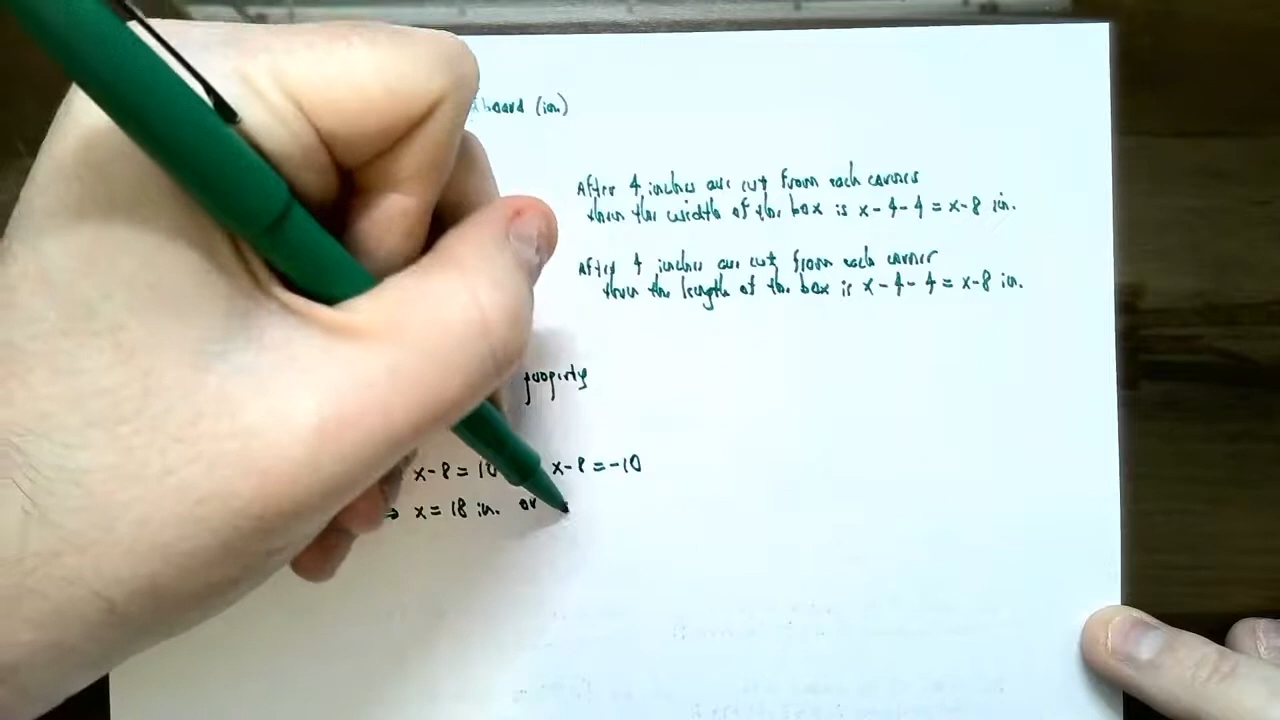 board (in.)
After 4 inches are cut from each corner
then the width of the box is x-4-4 = x-8 in.
After 4 inches are cut from each corner
then the length of the box is x-4-4 = x-8 in.
property
x-8 = 10 x-8 = -10
⇒ x = 18 in. or